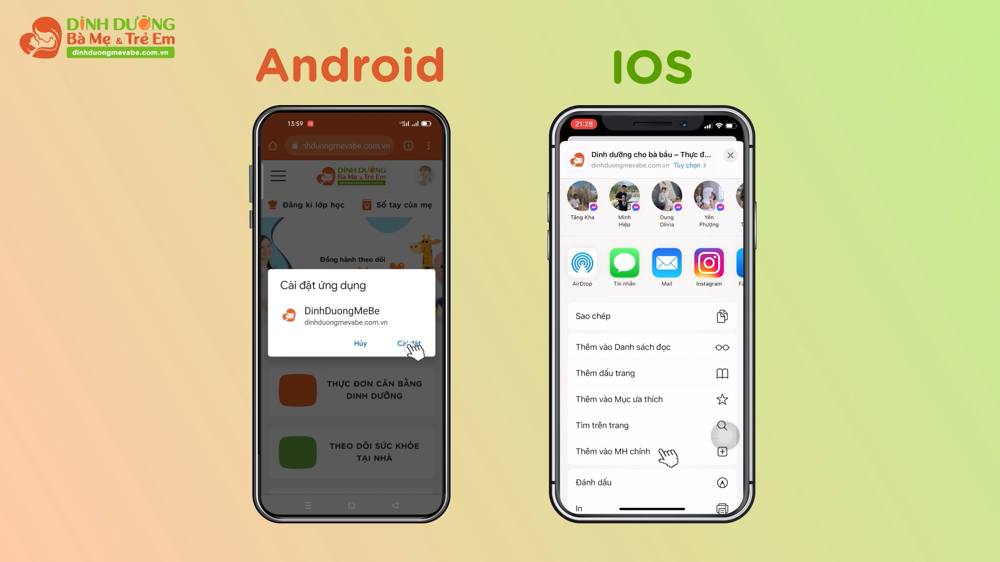 DINH DƯỠNG
Bà Mẹ & Trẻ Em
dinhduongmevabe.com.vn
Android
IOS
13:59
nhduongmevabe.com.vn
1
DINH DƯỠNG
Bà Mẹ & Trẻ Em
dinhduongmevabe.com.vn
Đăng kí lớp học
Sổ tay của mẹ
Đồng hành theo dõi
Cài đặt ứng dụng
DinhDuongMeBe
dinhduongmevabe.com.vn
Hủy
Cài đặt
THỰC ĐƠN CÂN BẰNG
DINH DƯỠNG
THEO DÕI SỨC KHỎE
TẠI NHÀ
21:28
Dinh dưỡng cho bà bầu – Thực đ...
dinhduongmevabe.com.vn Tùy chọn >
Tăng Kha
Minh
Hiệp
Dung
Olivia
Yến
Phượng
T
AirDrop
Tin nhắn
Mail
Instagram
Fa
Sao chép
Thêm vào Danh sách đọc
Thêm dấu trang
Thêm vào Mục ưa thích
Tìm trên trang
Thêm vào MH chính
Đánh dấu
In